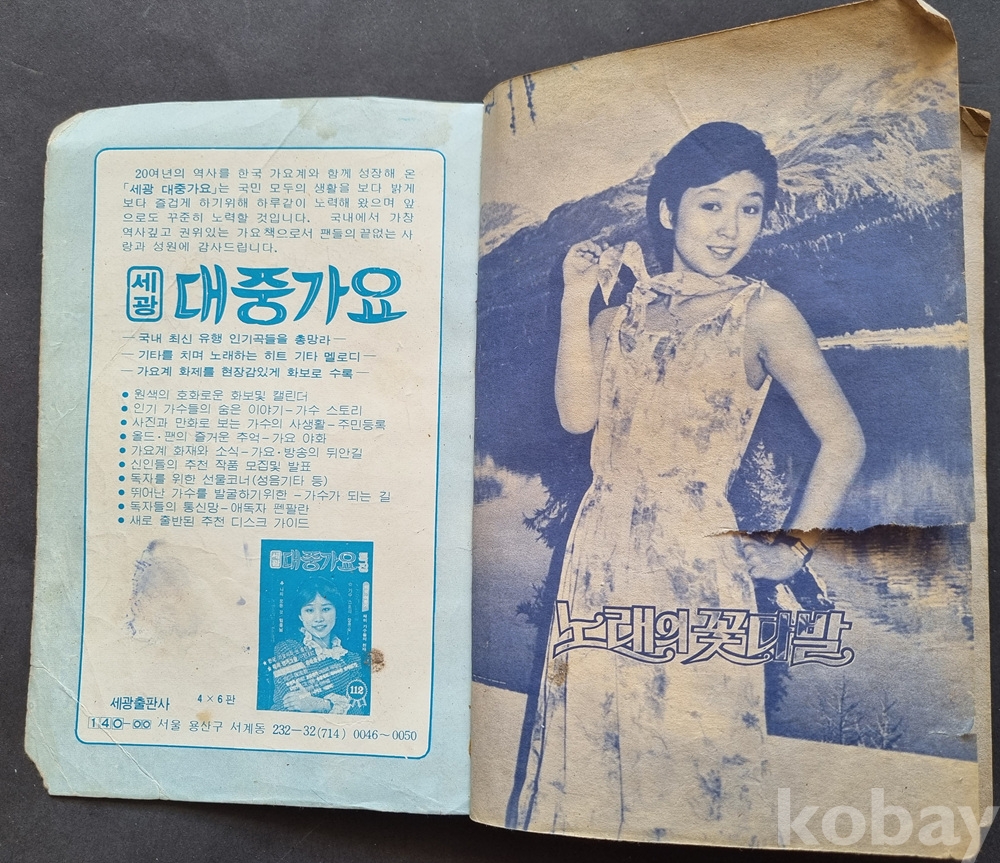 20여년의 역사를 한국 가요계와 함께 성장해 온
「세광 대중가요」는 국민 모두의 생활을 보다 밝게
보다 즐겁게 하기위해 하루같이 노력해 왔으며 앞
으로도 꾸준히 노력할 것입니다. 국내에서 가장
역사깊고 권위있는 가요책으로서 팬들의 끝없는 사
랑과 성원에 감사드립니다.
세광 대중가요
─ 국내 최신 유행 인기곡들을 총망라 ─
─ 기타를 치며 노래하는 히트 기타 멜로디 ─
─ 가요계 화제를 현장감있게 화보로 수록 ─
● 원색의 호화로운 화보및 캘린더
● 인기 가수들의 숨은 이야기-가수 스토리
● 사진과 만화로 보는 가수의 사생활-주민등록
● 올드·팬의 즐거운 추억-가요 야화
● 가요계 화재와 소식-가요·방송의 뒤안길
● 신인들의 추천 작품 모집및 발표
● 독자를 위한 선물코너(성음기타 등)
● 뛰어난 가수를 발굴하기위한-가수가 되는 길
● 독자들의 통신망-애독자 펜팔란
● 새로 출반된 추천 디스크 가이드
세광 대중가요
112
세광출판사 4×6판
140-00 서울 용산구 서계동 232-32(714) 0046~0050
노래의 꽃다발
kobay